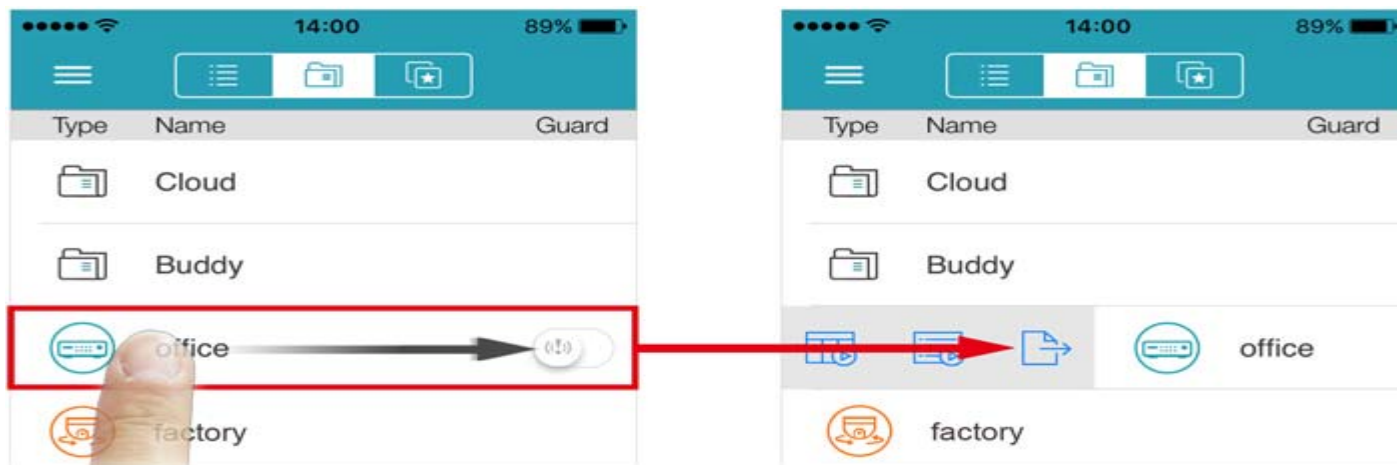 14:00 89%
Type Name Guard
Cloud
Buddy
office
factory
14:00 89%
Type Name Guard
Cloud
Buddy
office
factory